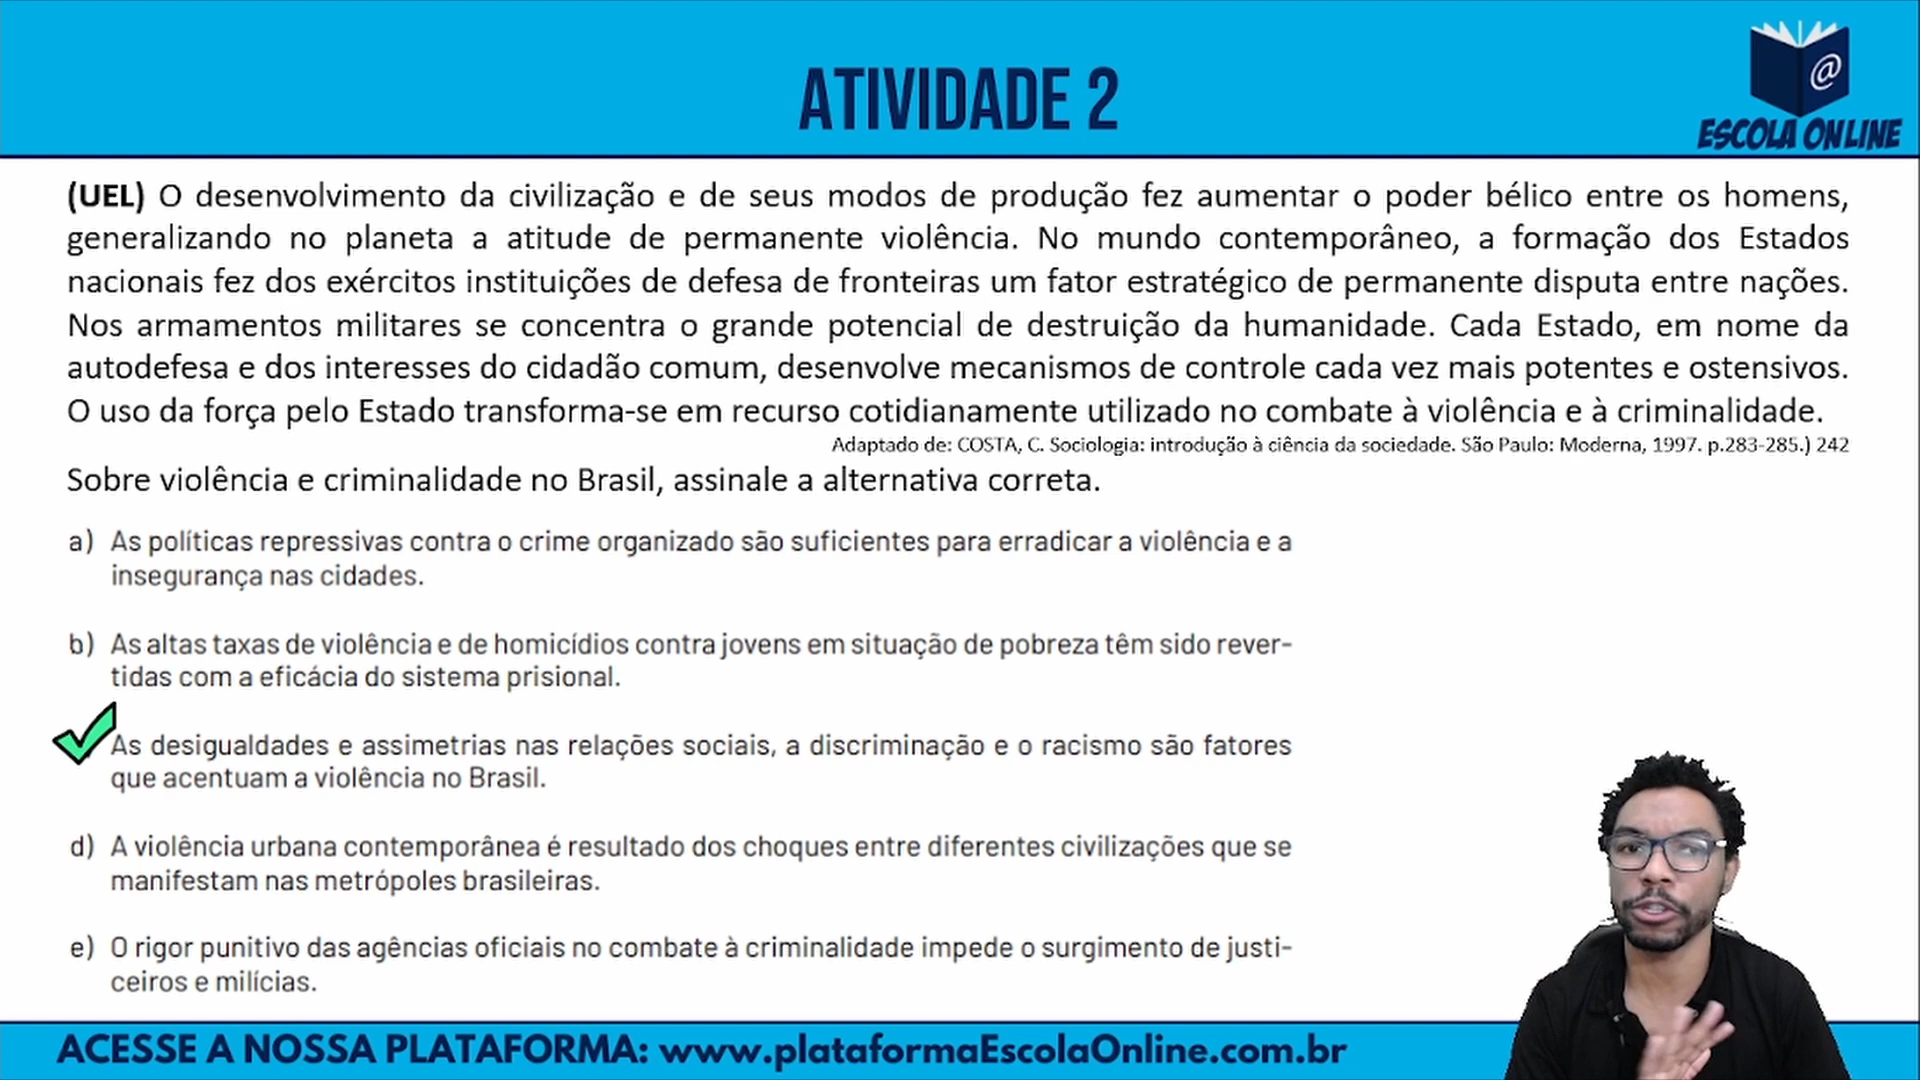 ATIVIDADE 2
@
ESCOLA ONLINE
(UEL) O desenvolvimento da civilização e de seus modos de produção fez aumentar o poder bélico entre os homens,
generalizando no planeta a atitude de permanente violência. No mundo contemporâneo, a formação dos Estados
nacionais fez dos exércitos instituições de defesa de fronteiras um fator estratégico de permanente disputa entre nações.
Nos armamentos militares se concentra o grande potencial de destruição da humanidade. Cada Estado, em nome da
autodefesa e dos interesses do cidadão comum, desenvolve mecanismos de controle cada vez mais potentes e ostensivos.
O uso da força pelo Estado transforma-se em recurso cotidianamente utilizado no combate à violência e à criminalidade.
Adaptado de: COSTA, C. Sociologia: introdução à ciência da sociedade. São Paulo: Moderna, 1997. p.283-285.) 242
Sobre violência e criminalidade no Brasil, assinale a alternativa correta.
a) As políticas repressivas contra o crime organizado são suficientes para erradicar a violência e a
insegurança nas cidades.
b) As altas taxas de violência e de homicídios contra jovens em situação de pobreza têm sido rever-
tidas com a eficácia do sistema prisional.
As desigualdades e assimetrias nas relações sociais, a discriminação e o racismo são fatores
que acentuam a violência no Brasil.
d) A violência urbana contemporânea é resultado dos choques entre diferentes civilizações que se
manifestam nas metrópoles brasileiras.
e) O rigor punitivo das agências oficiais no combate à criminalidade impede o surgimento de justi-
ceiros e milícias.
ACESSE A NOSSA PLATAFORMA: www.plataformaEscolaOnline.com.br